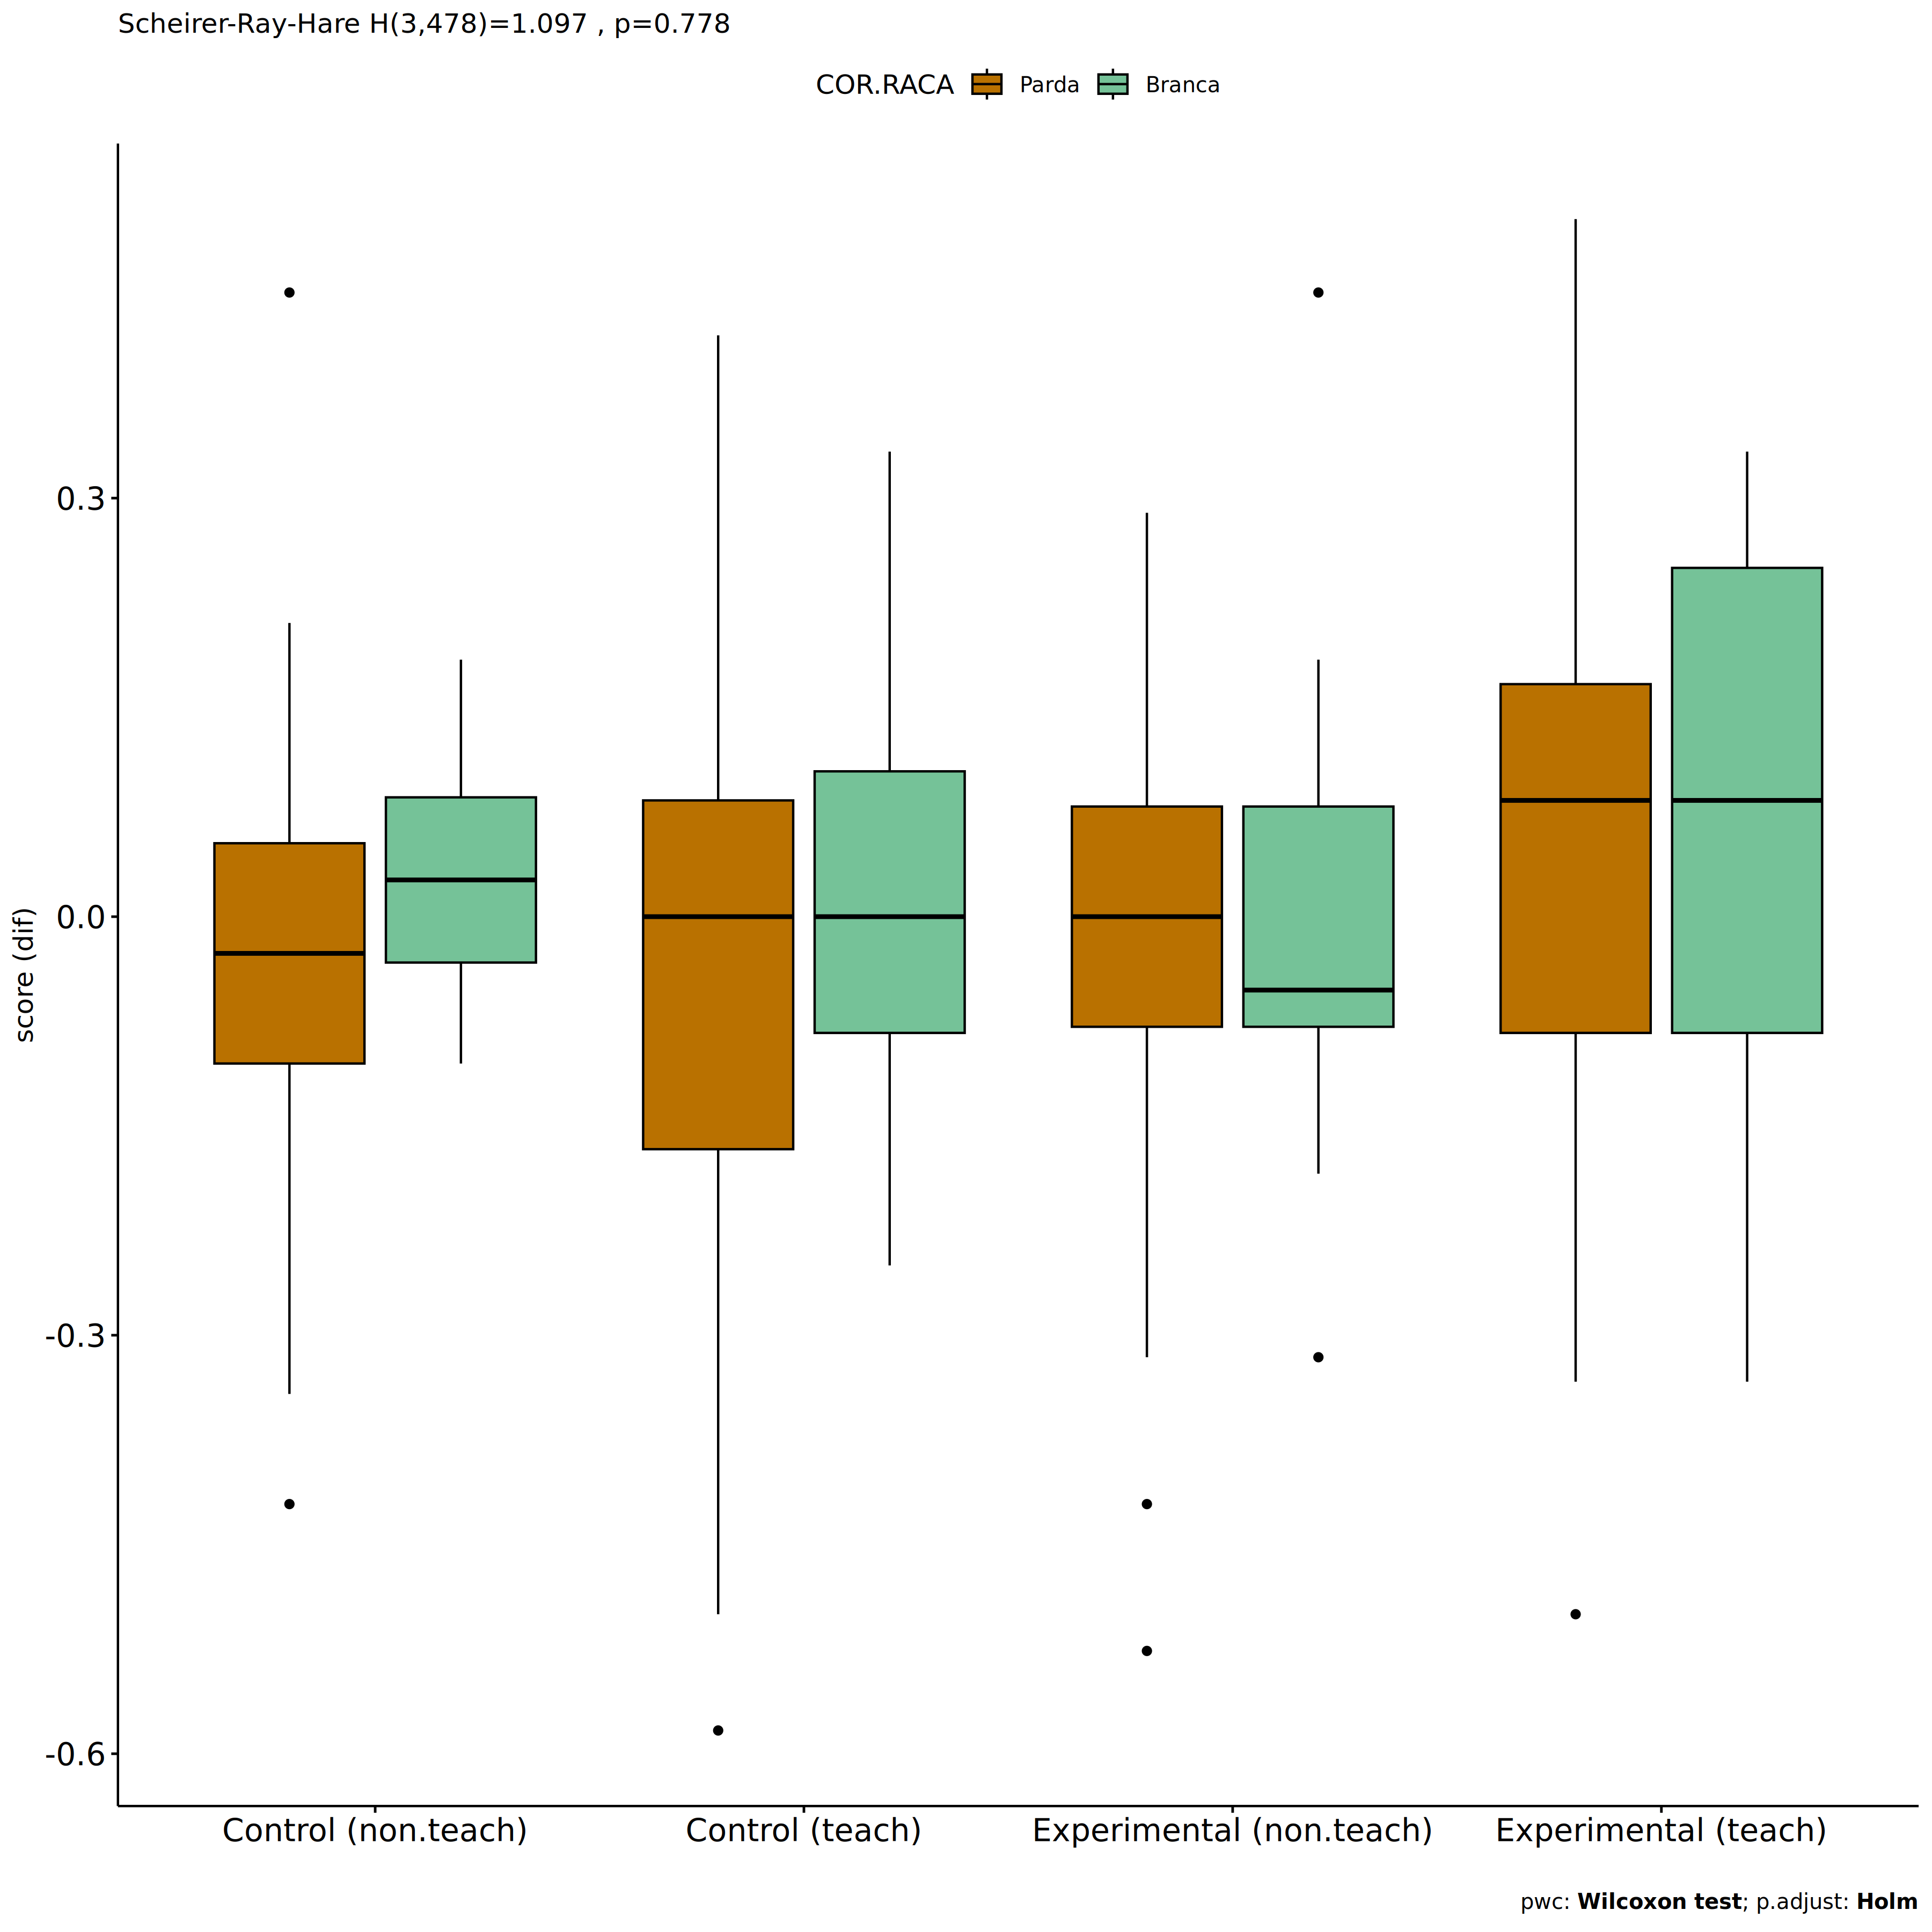 Scheirer-Ray-Hare H(3,478)=1.097 , p=0.778
COR.RACA Parda Branca
score (dif)
0.3
0.0
-0.3
-0.6
Control (non.teach) Control (teach) Experimental (non.teach) Experimental (teach)
pwc: Wilcoxon test; p.adjust: Holm